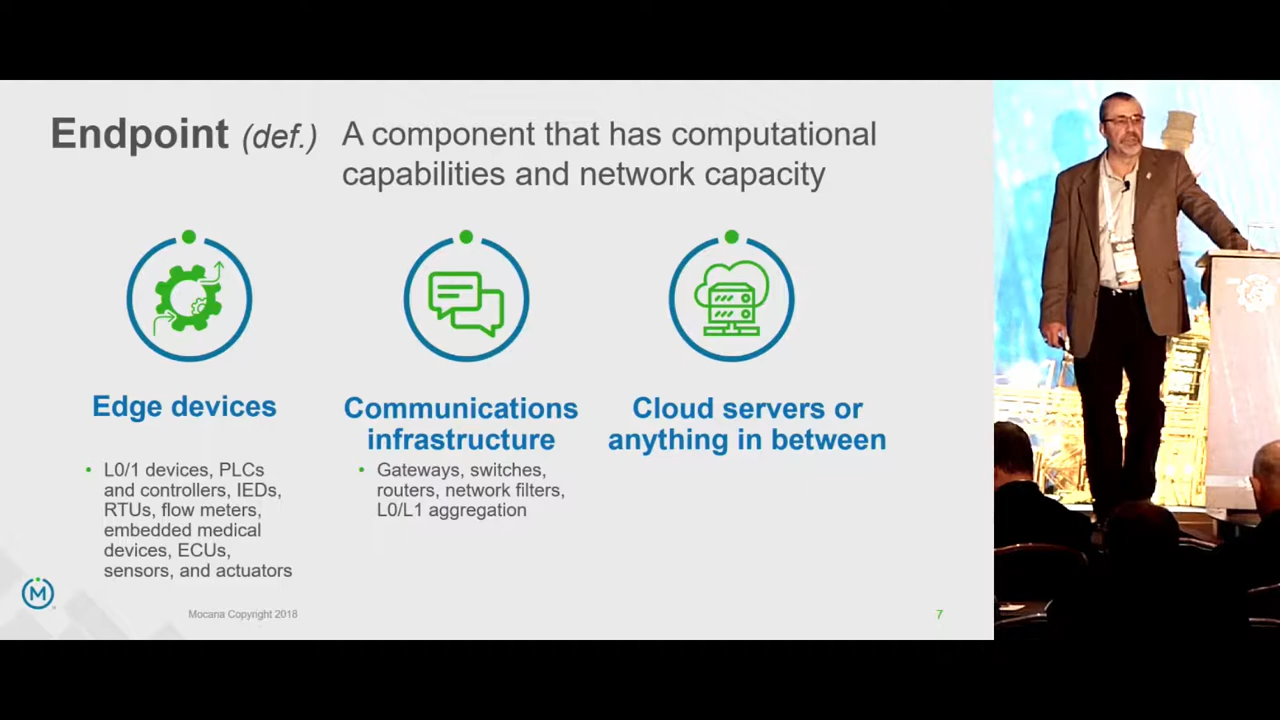 Endpoint (def.) A component that has computational
capabilities and network capacity
Edge devices
L0/1 devices, PLCs
and controllers, IEDs,
RTUs, flow meters,
embedded medical
devices, ECUs,
sensors, and actuators
Communications
infrastructure
Gateways, switches,
routers, network filters,
L0/L1 aggregation
Cloud servers or
anything in between
M
Mocana Copyright 2018
7